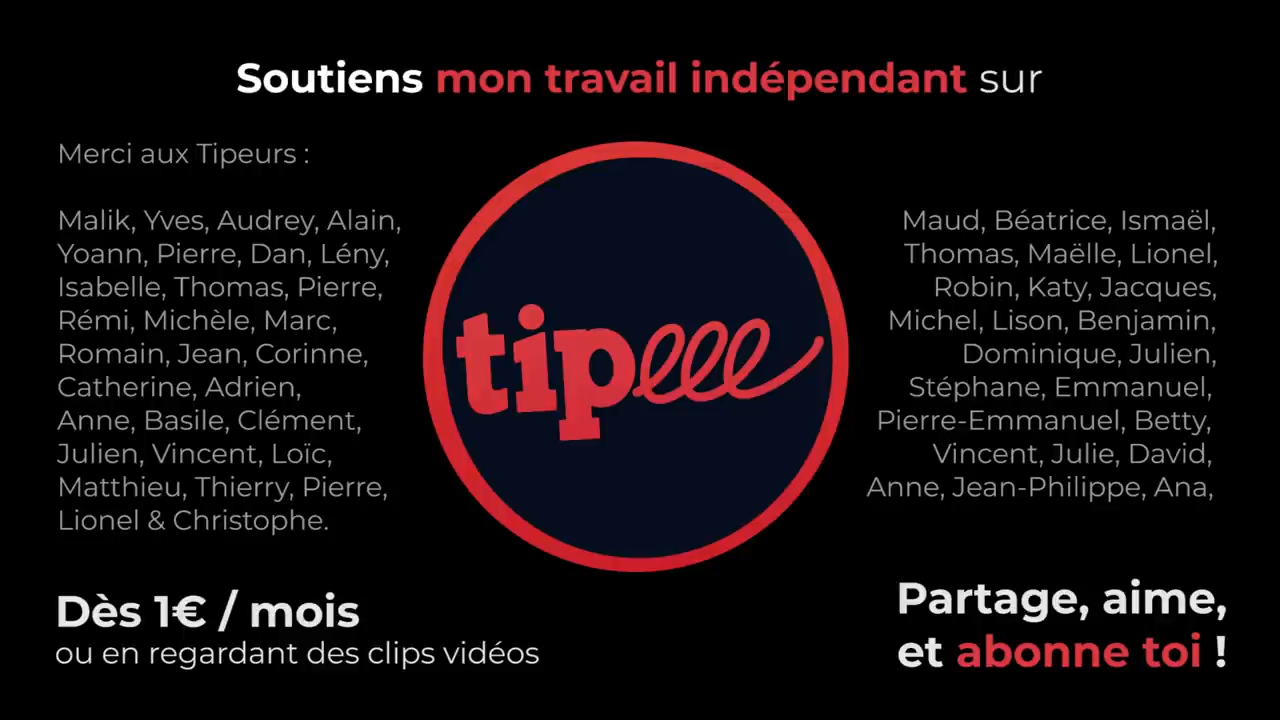 Soutiens mon travail indépendant sur
Merci aux Tipeurs :
Malik, Yves, Audrey, Alain,
Yoann, Pierre, Dan, Lény,
Isabelle, Thomas, Pierre,
Rémi, Michèle, Marc,
Romain, Jean, Corinne,
Catherine, Adrien,
Anne, Basile, Clément,
Julien, Vincent, Loïc,
Matthieu, Thierry, Pierre,
Lionel & Christophe.
tipeee
Maud, Béatrice, Ismaël,
Thomas, Maëlle, Lionel,
Robin, Katy, Jacques,
Michel, Lison, Benjamin,
Dominique, Julien,
Stéphane, Emmanuel,
Pierre-Emmanuel, Betty,
Vincent, Julie, David,
Anne, Jean-Philippe, Ana,
Dès 1€ / mois
ou en regardant des clips vidéos
Partage, aime,
et abonne toi !